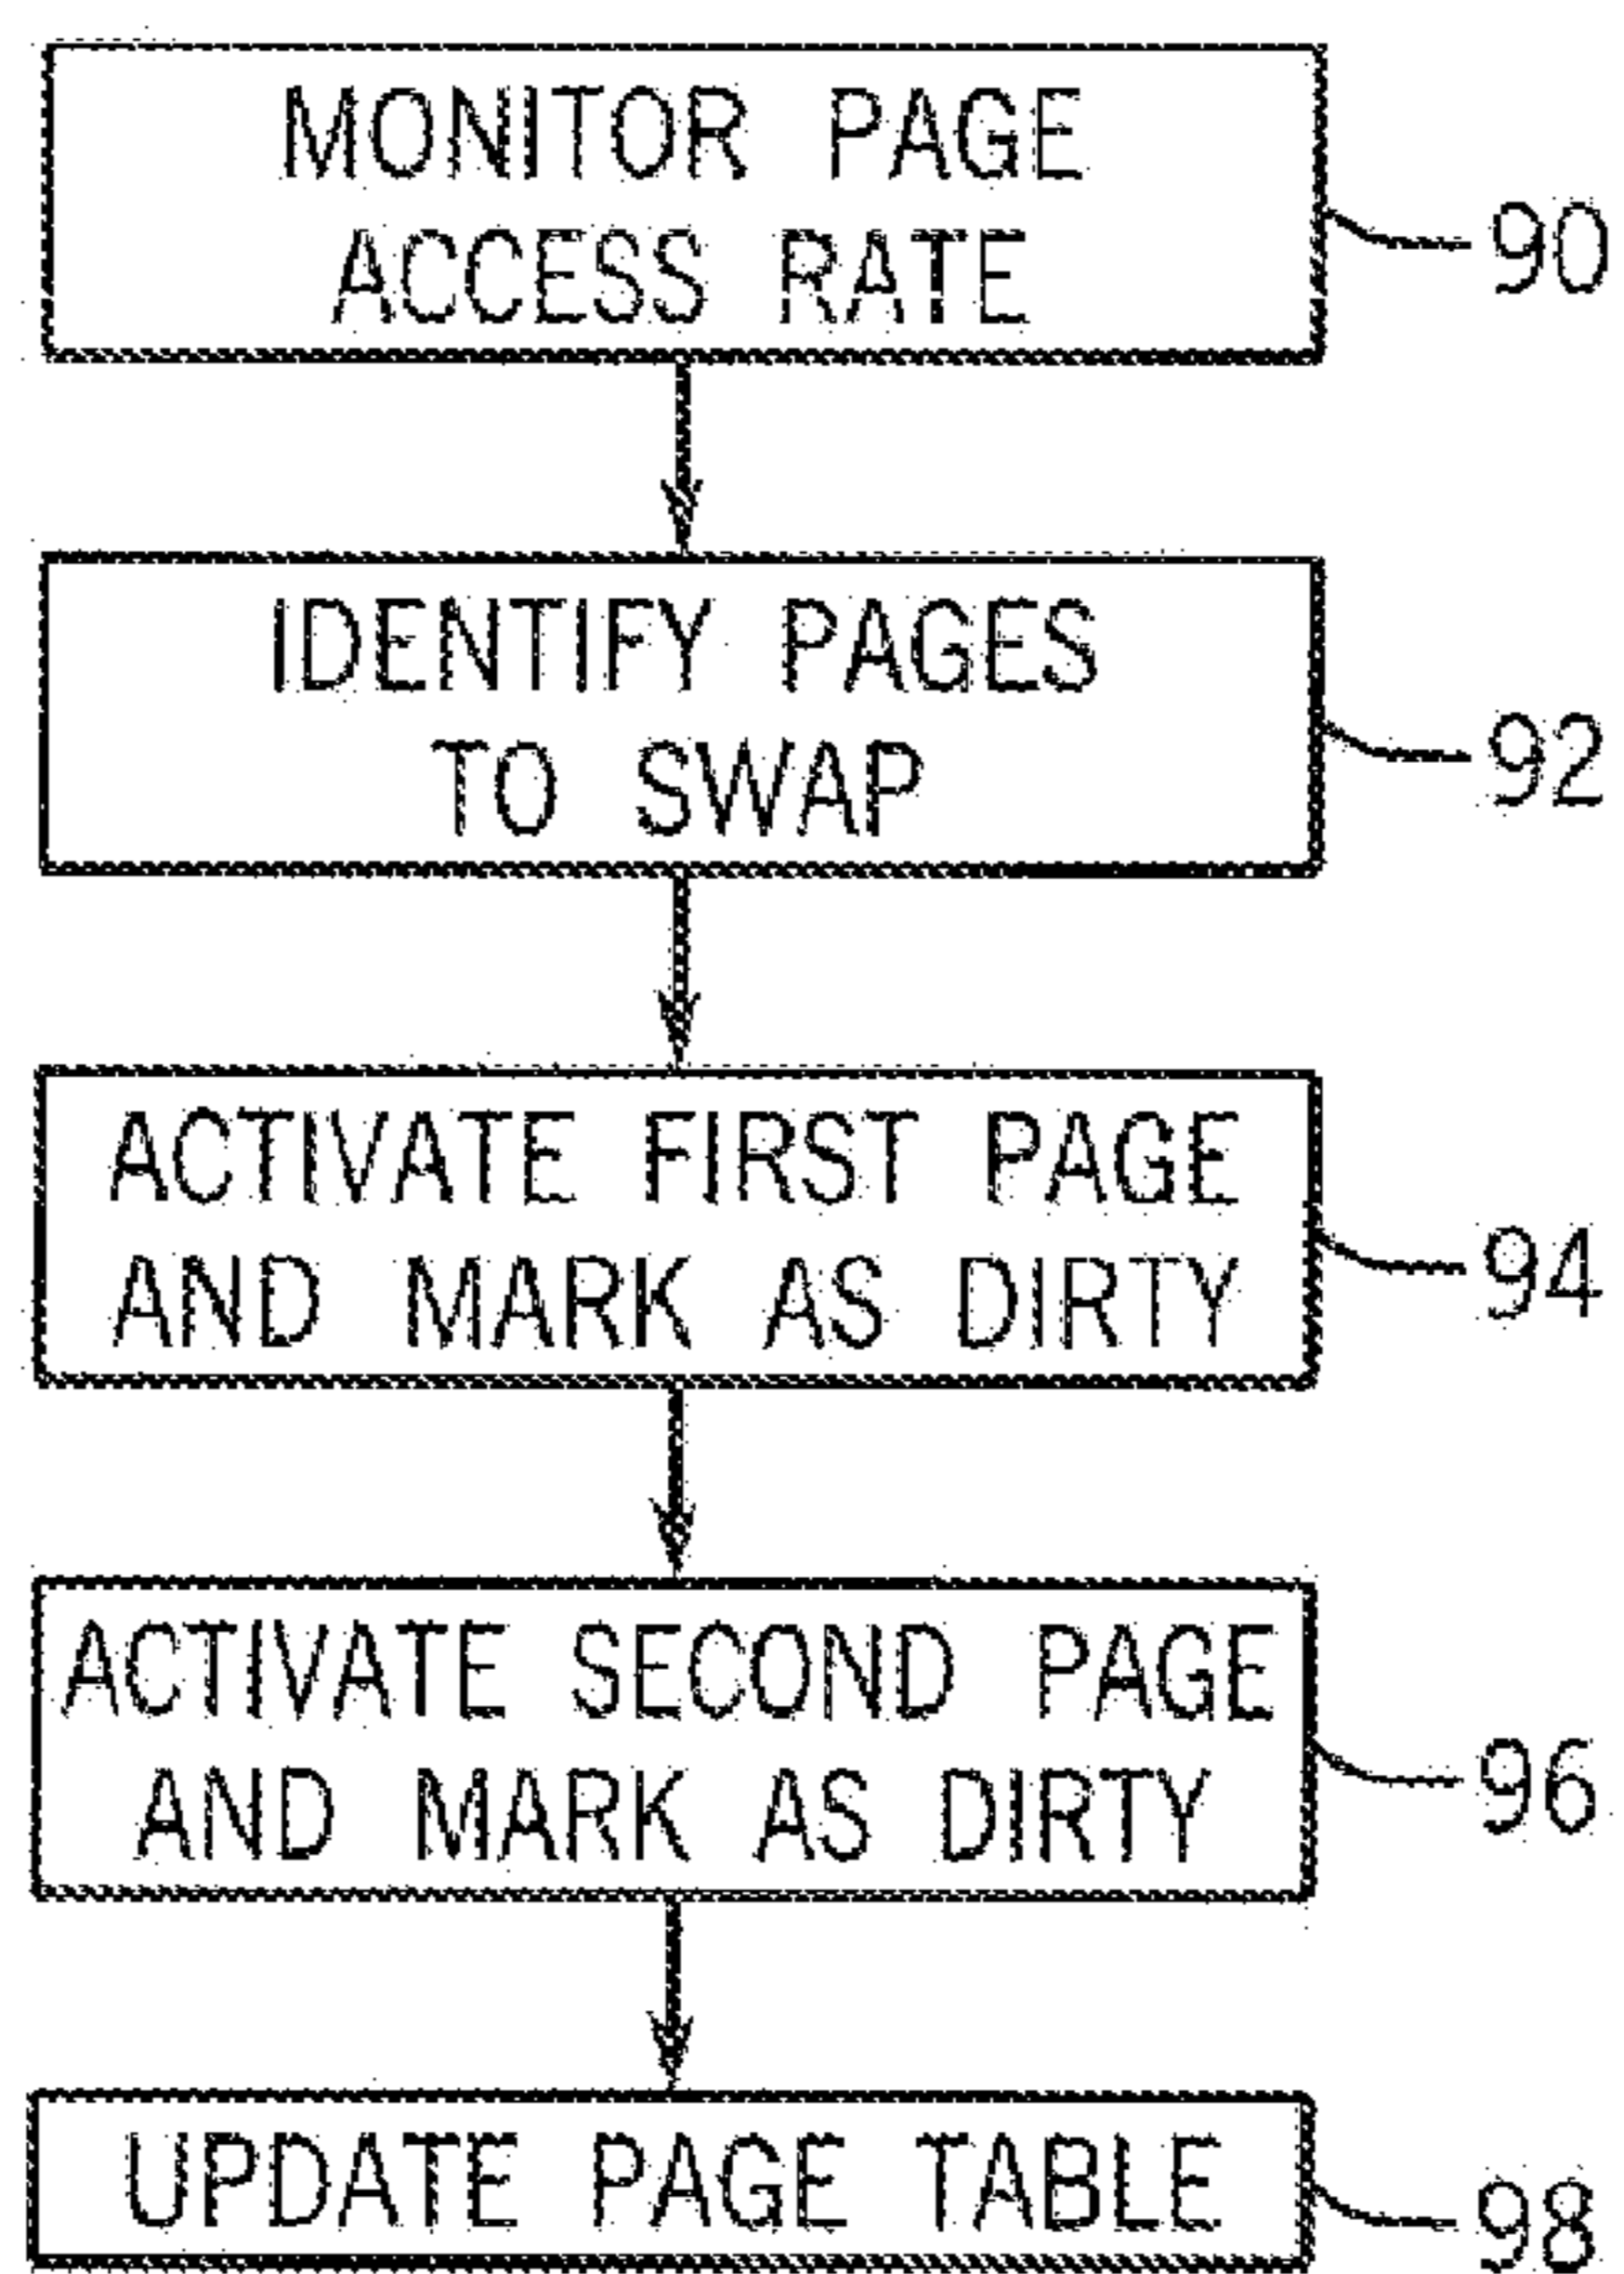 MONITOR PAGE
ACCESS RATE
90
IDENTIFY PAGES
TO SWAP
92
ACTIVATE FIRST PAGE
AND MARK AS DIRTY
94
ACTIVATE SECOND PAGE
AND MARK AS DIRTY
96
UPDATE PAGE TABLE
98